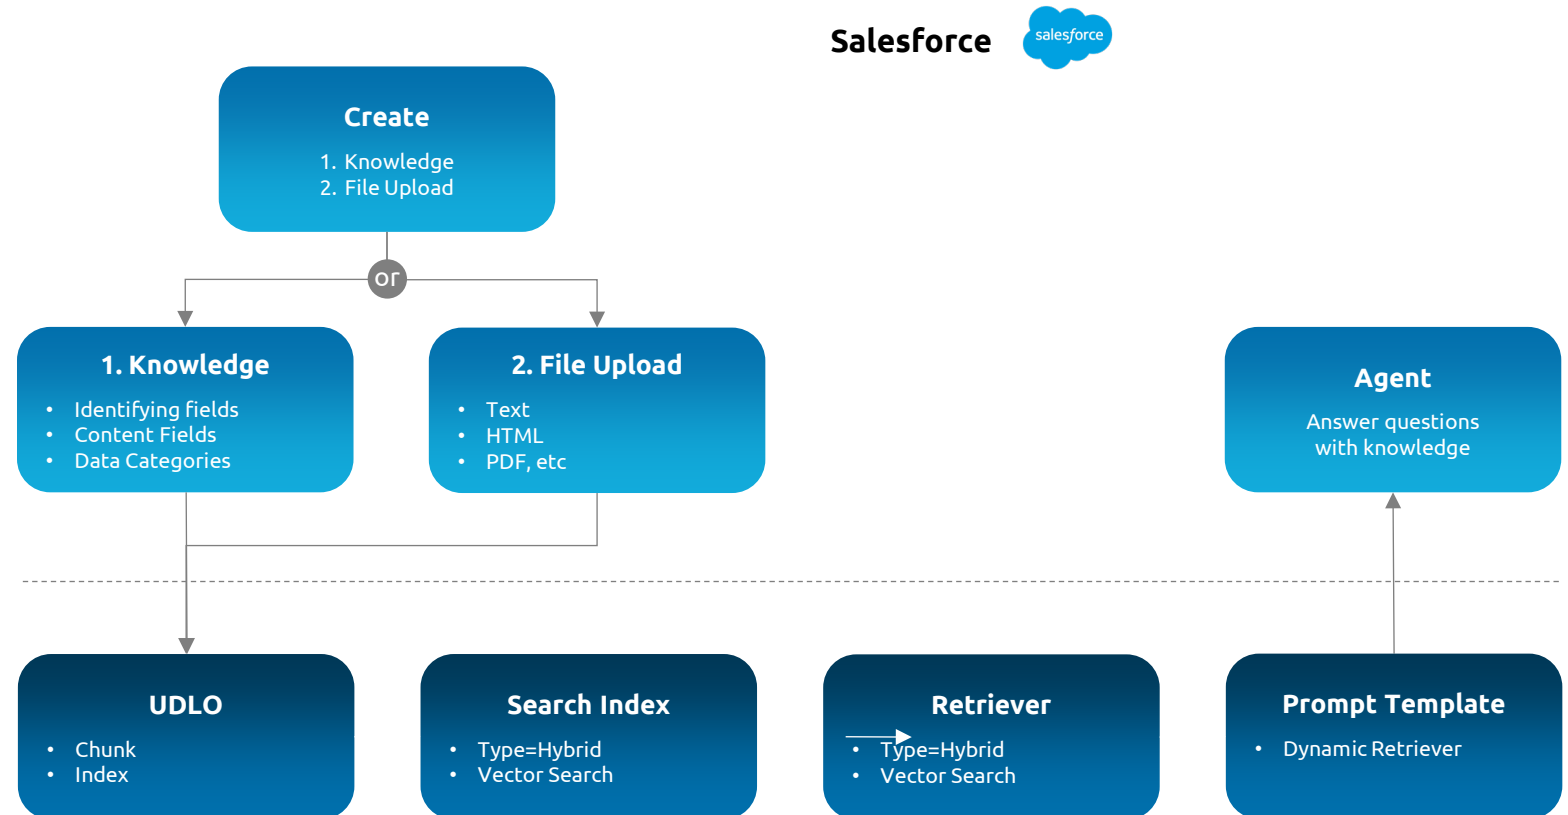 Salesforce
salesforce
Create
1. Knowledge
2. File Upload
or
1. Knowledge
• Identifying fields
• Content Fields
• Data Categories
2. File Upload
• Text
• HTML
• PDF, etc
Agent
Answer questions
with knowledge
UDLO
• Chunk
• Index
Search Index
• Type=Hybrid
• Vector Search
Retriever
• Type=Hybrid
• Vector Search
Prompt Template
• Dynamic Retriever